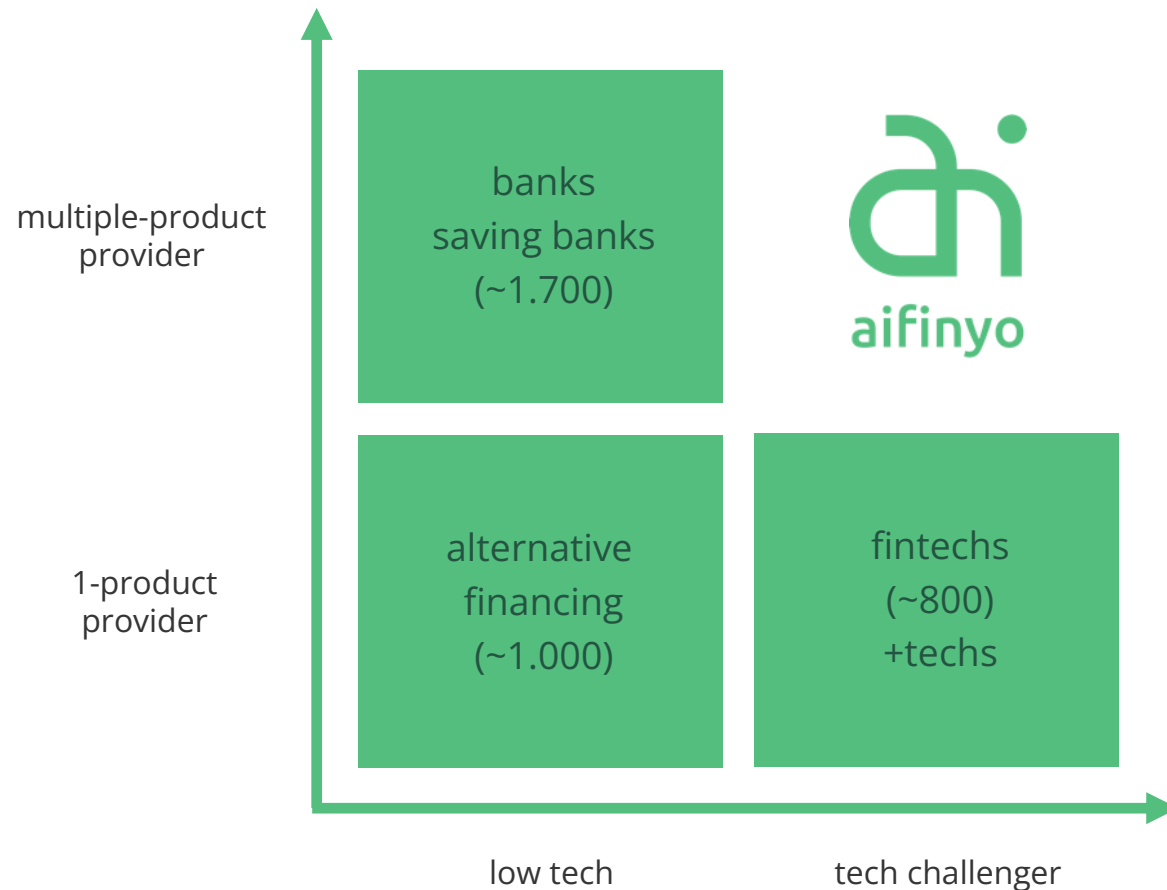 multiple-product
provider
banks
saving banks
(~1.700)
aifinyo
1-product
provider
alternative
financing
(~1.000)
fintechs
(~800)
+techs
low tech
tech challenger